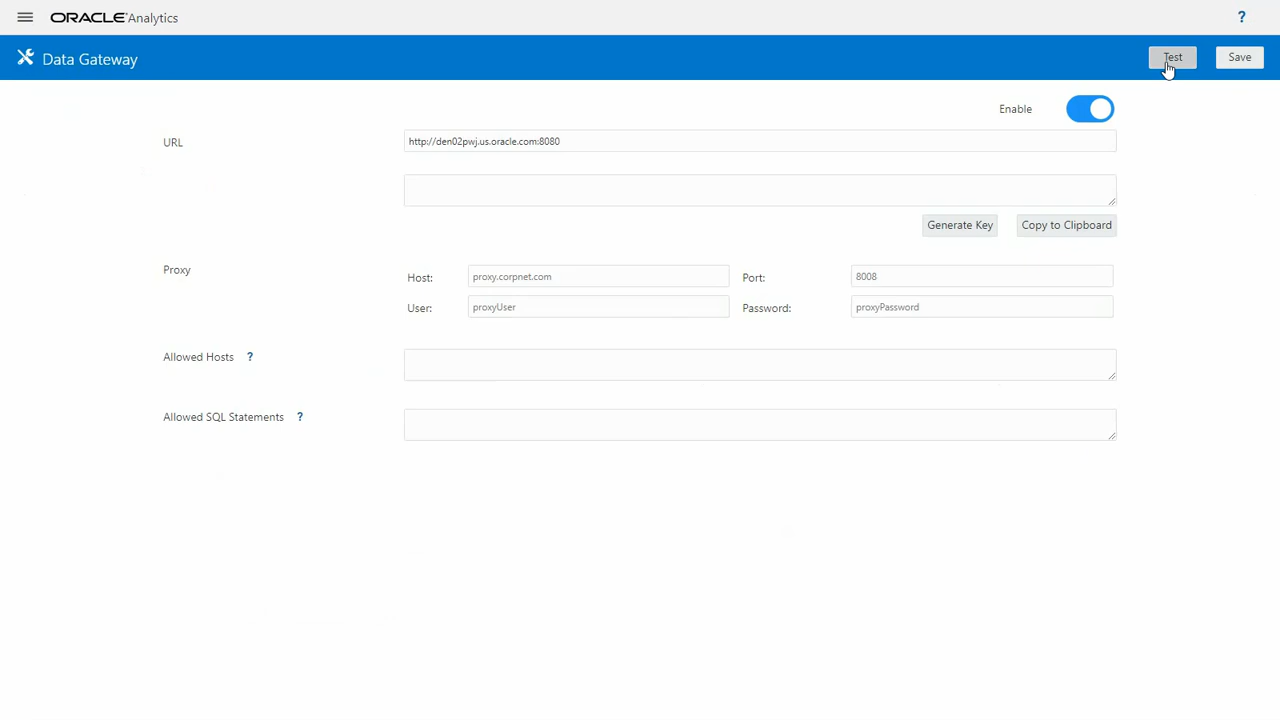 ORACLE Analytics ?
Data Gateway Test Save
Enable
URL http://den02pwj.us.oracle.com:8080
Generate Key Copy to Clipboard
Proxy Host: proxy.corpnet.com Port: 8008
User: proxyUser Password: proxyPassword
Allowed Hosts ?
Allowed SQL Statements ?